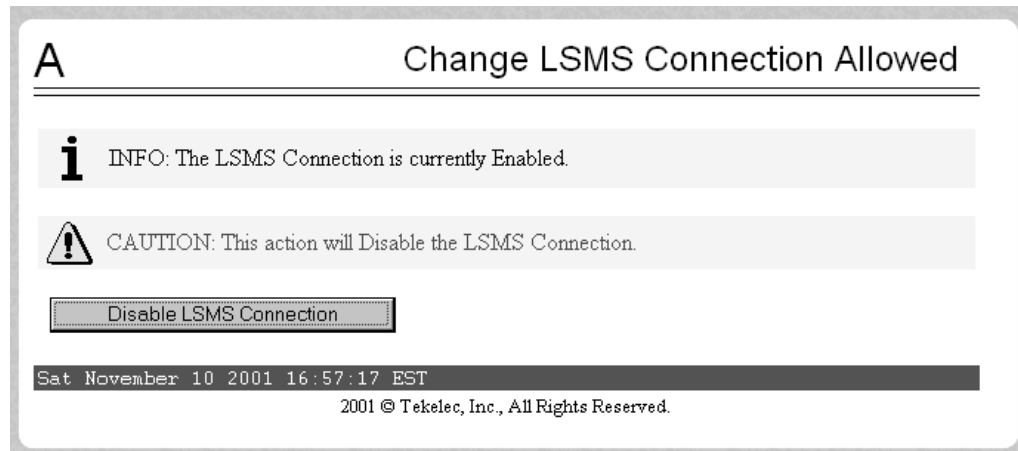 A
Change LSMS Connection Allowed
INFO: The LSMS Connection is currently Enabled.
CAUTION: This action will Disable the LSMS Connection.
Disable LSMS Connection
Sat November 10 2001 16:57:17 EST
2001 © Tekelec, Inc., All Rights Reserved.